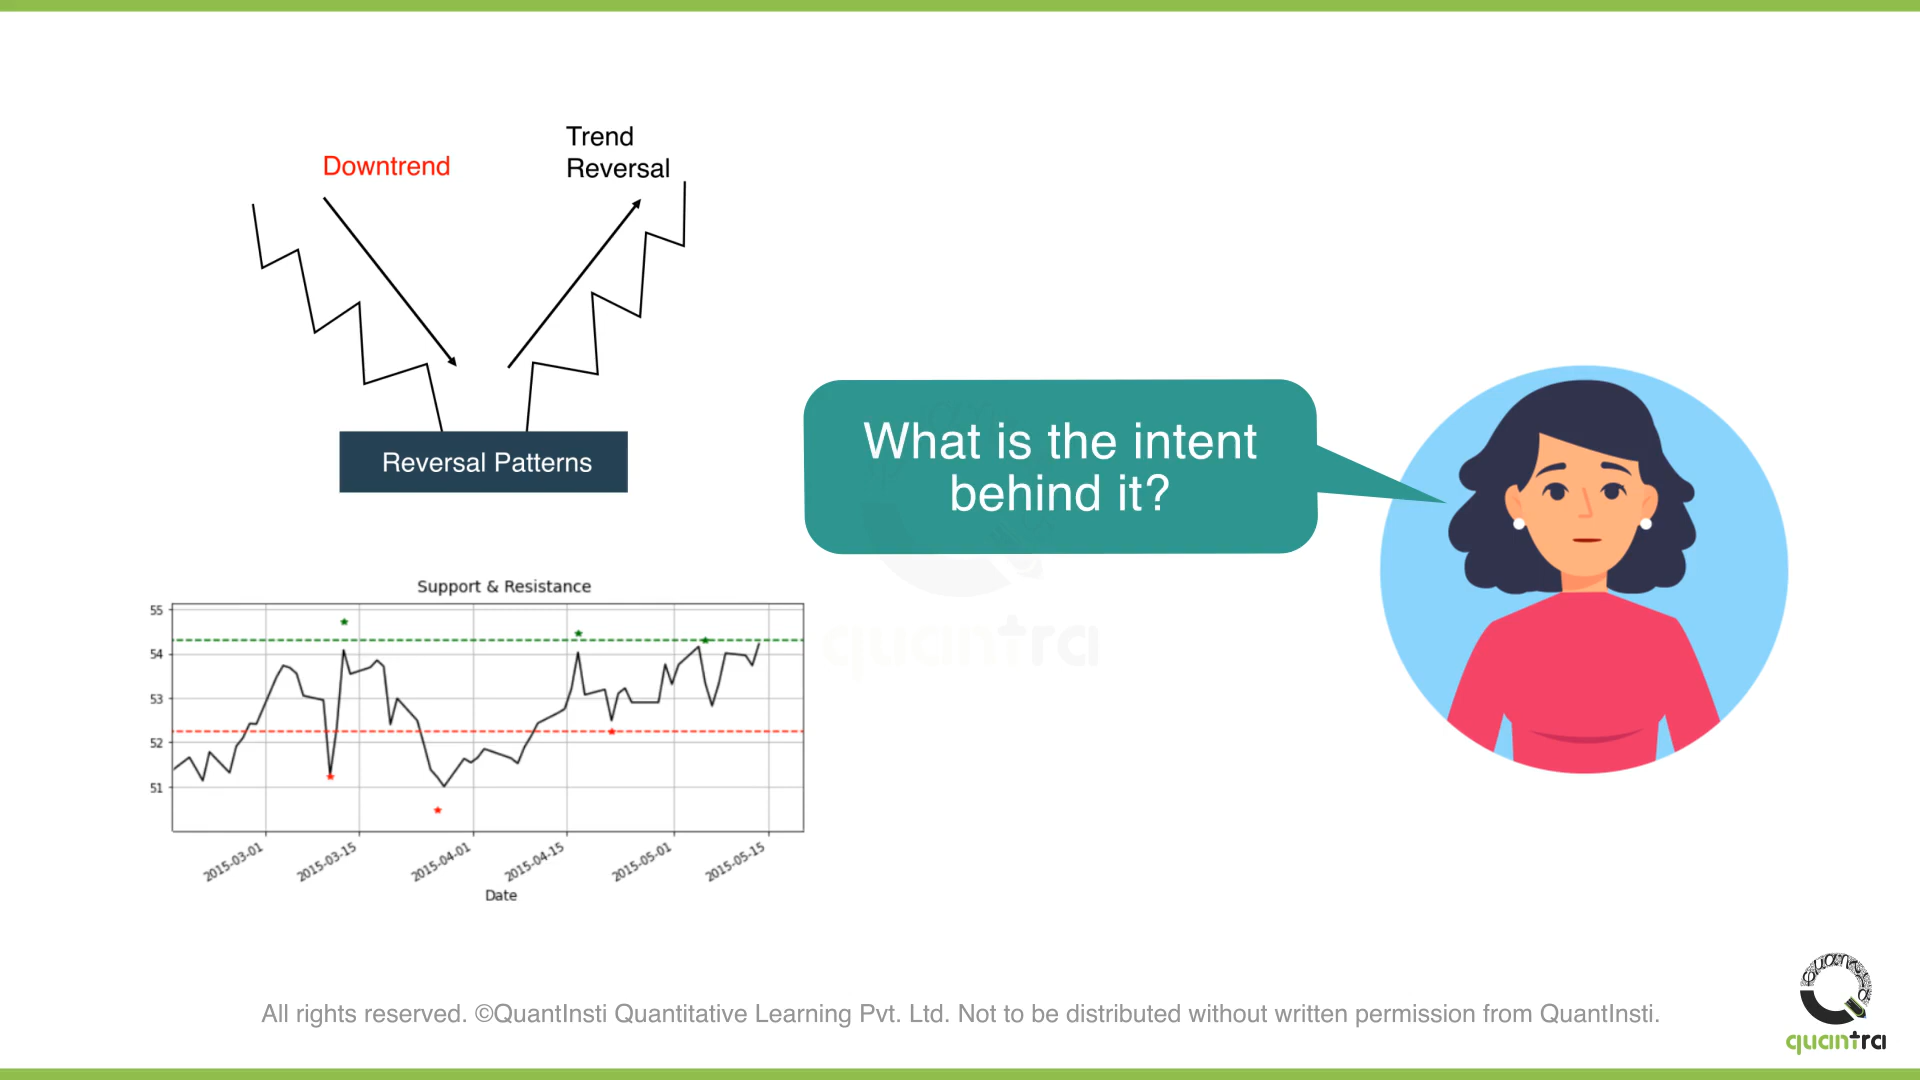 Trend
Downtrend
Reversal
Reversal Patterns
What is the intent
behind it?
Support & Resistance
55
54
53
52
51
2015-03-01
2015-03-15
2015-04-01
2015-04-15
2015-05-01
2015-05-15
Date
quantra
All rights reserved. ©QuantInsti Quantitative Learning Pvt. Ltd. Not to be distributed without written permission from QuantInsti.
quantra